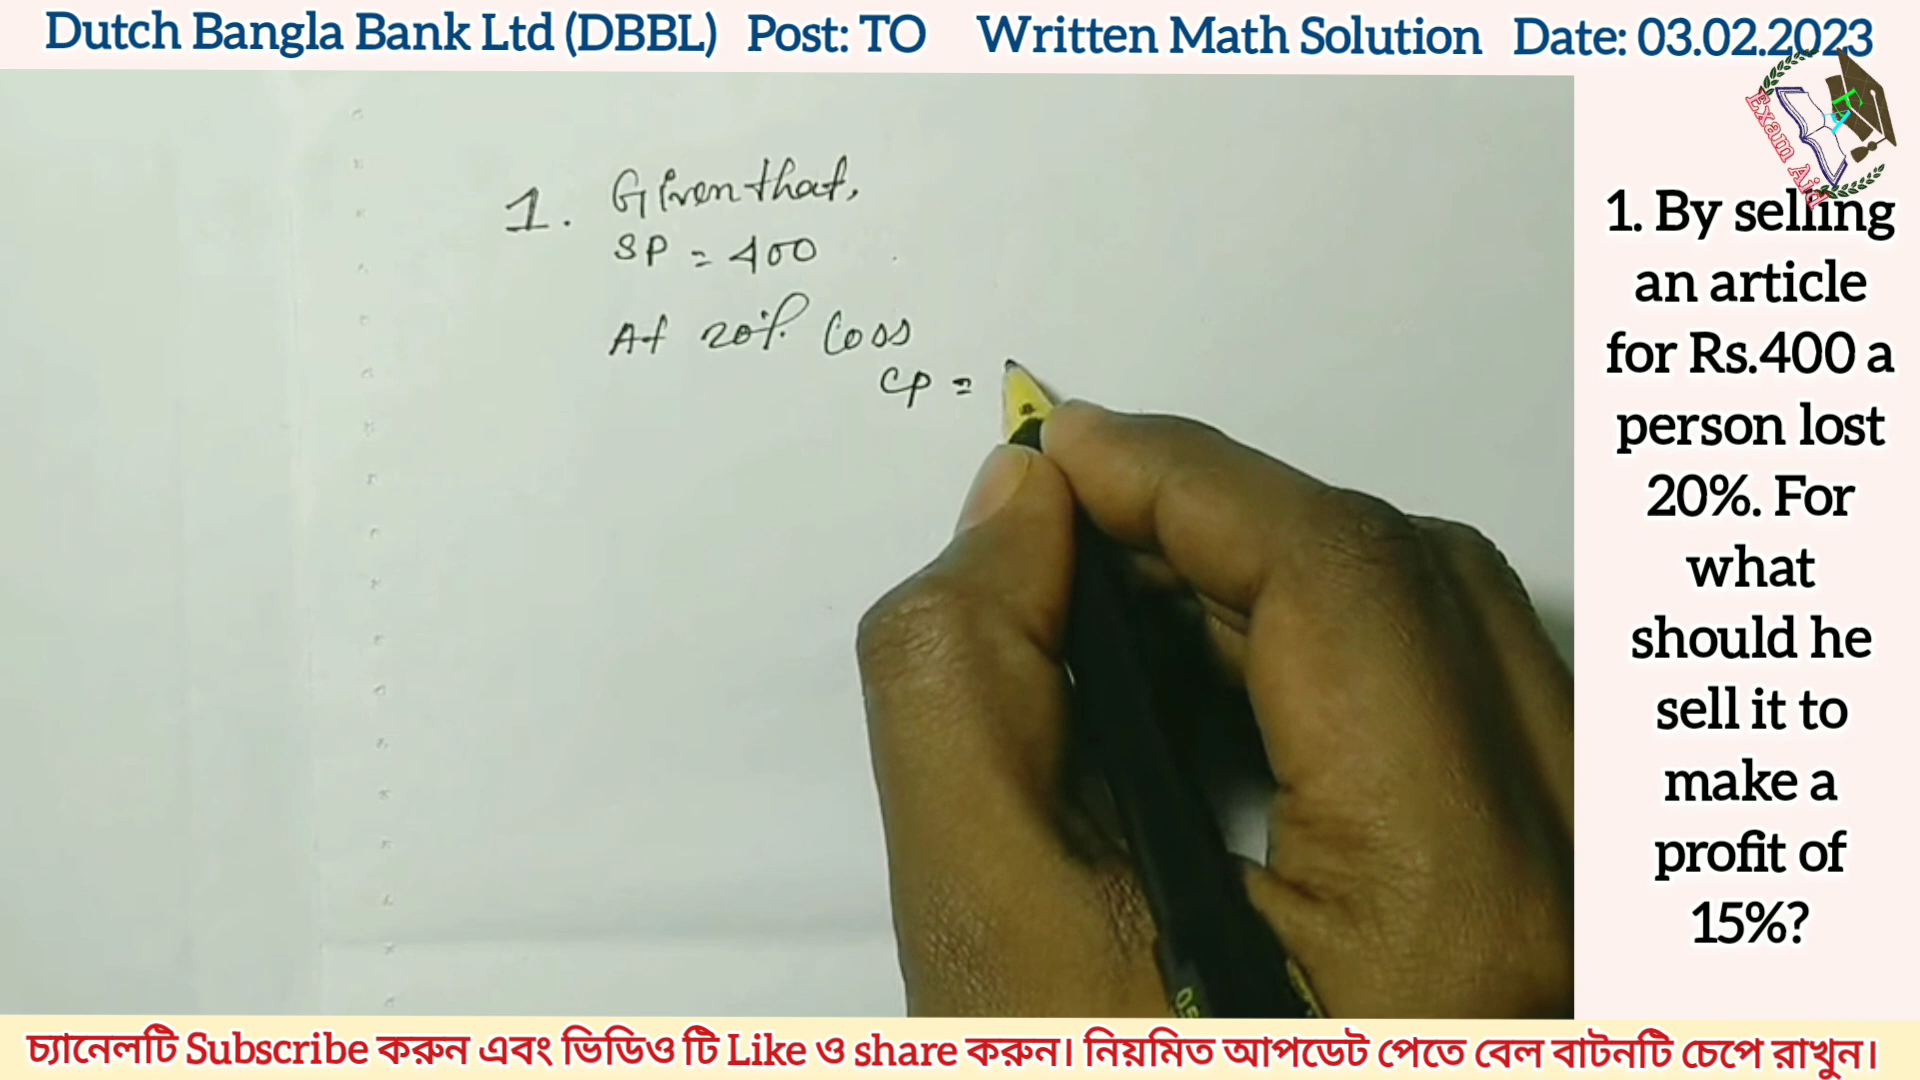 Dutch Bangla Bank Ltd (DBBL) Post: TO Written Math Solution Date: 03.02.2023
Exam Aid
1. Given that,
SP = 400
At 20% Loss
CP =
1. By selling
an article
for Rs.400 a
person lost
20%. For
what
should he
sell it to
make a
profit of
15%?
চ্যানেলটি Subscribe করুন এবং ভিডিও টি Like ও share করুন। নিয়মিত আপডেট পেতে বেল বাটনটি চেপে রাখুন।